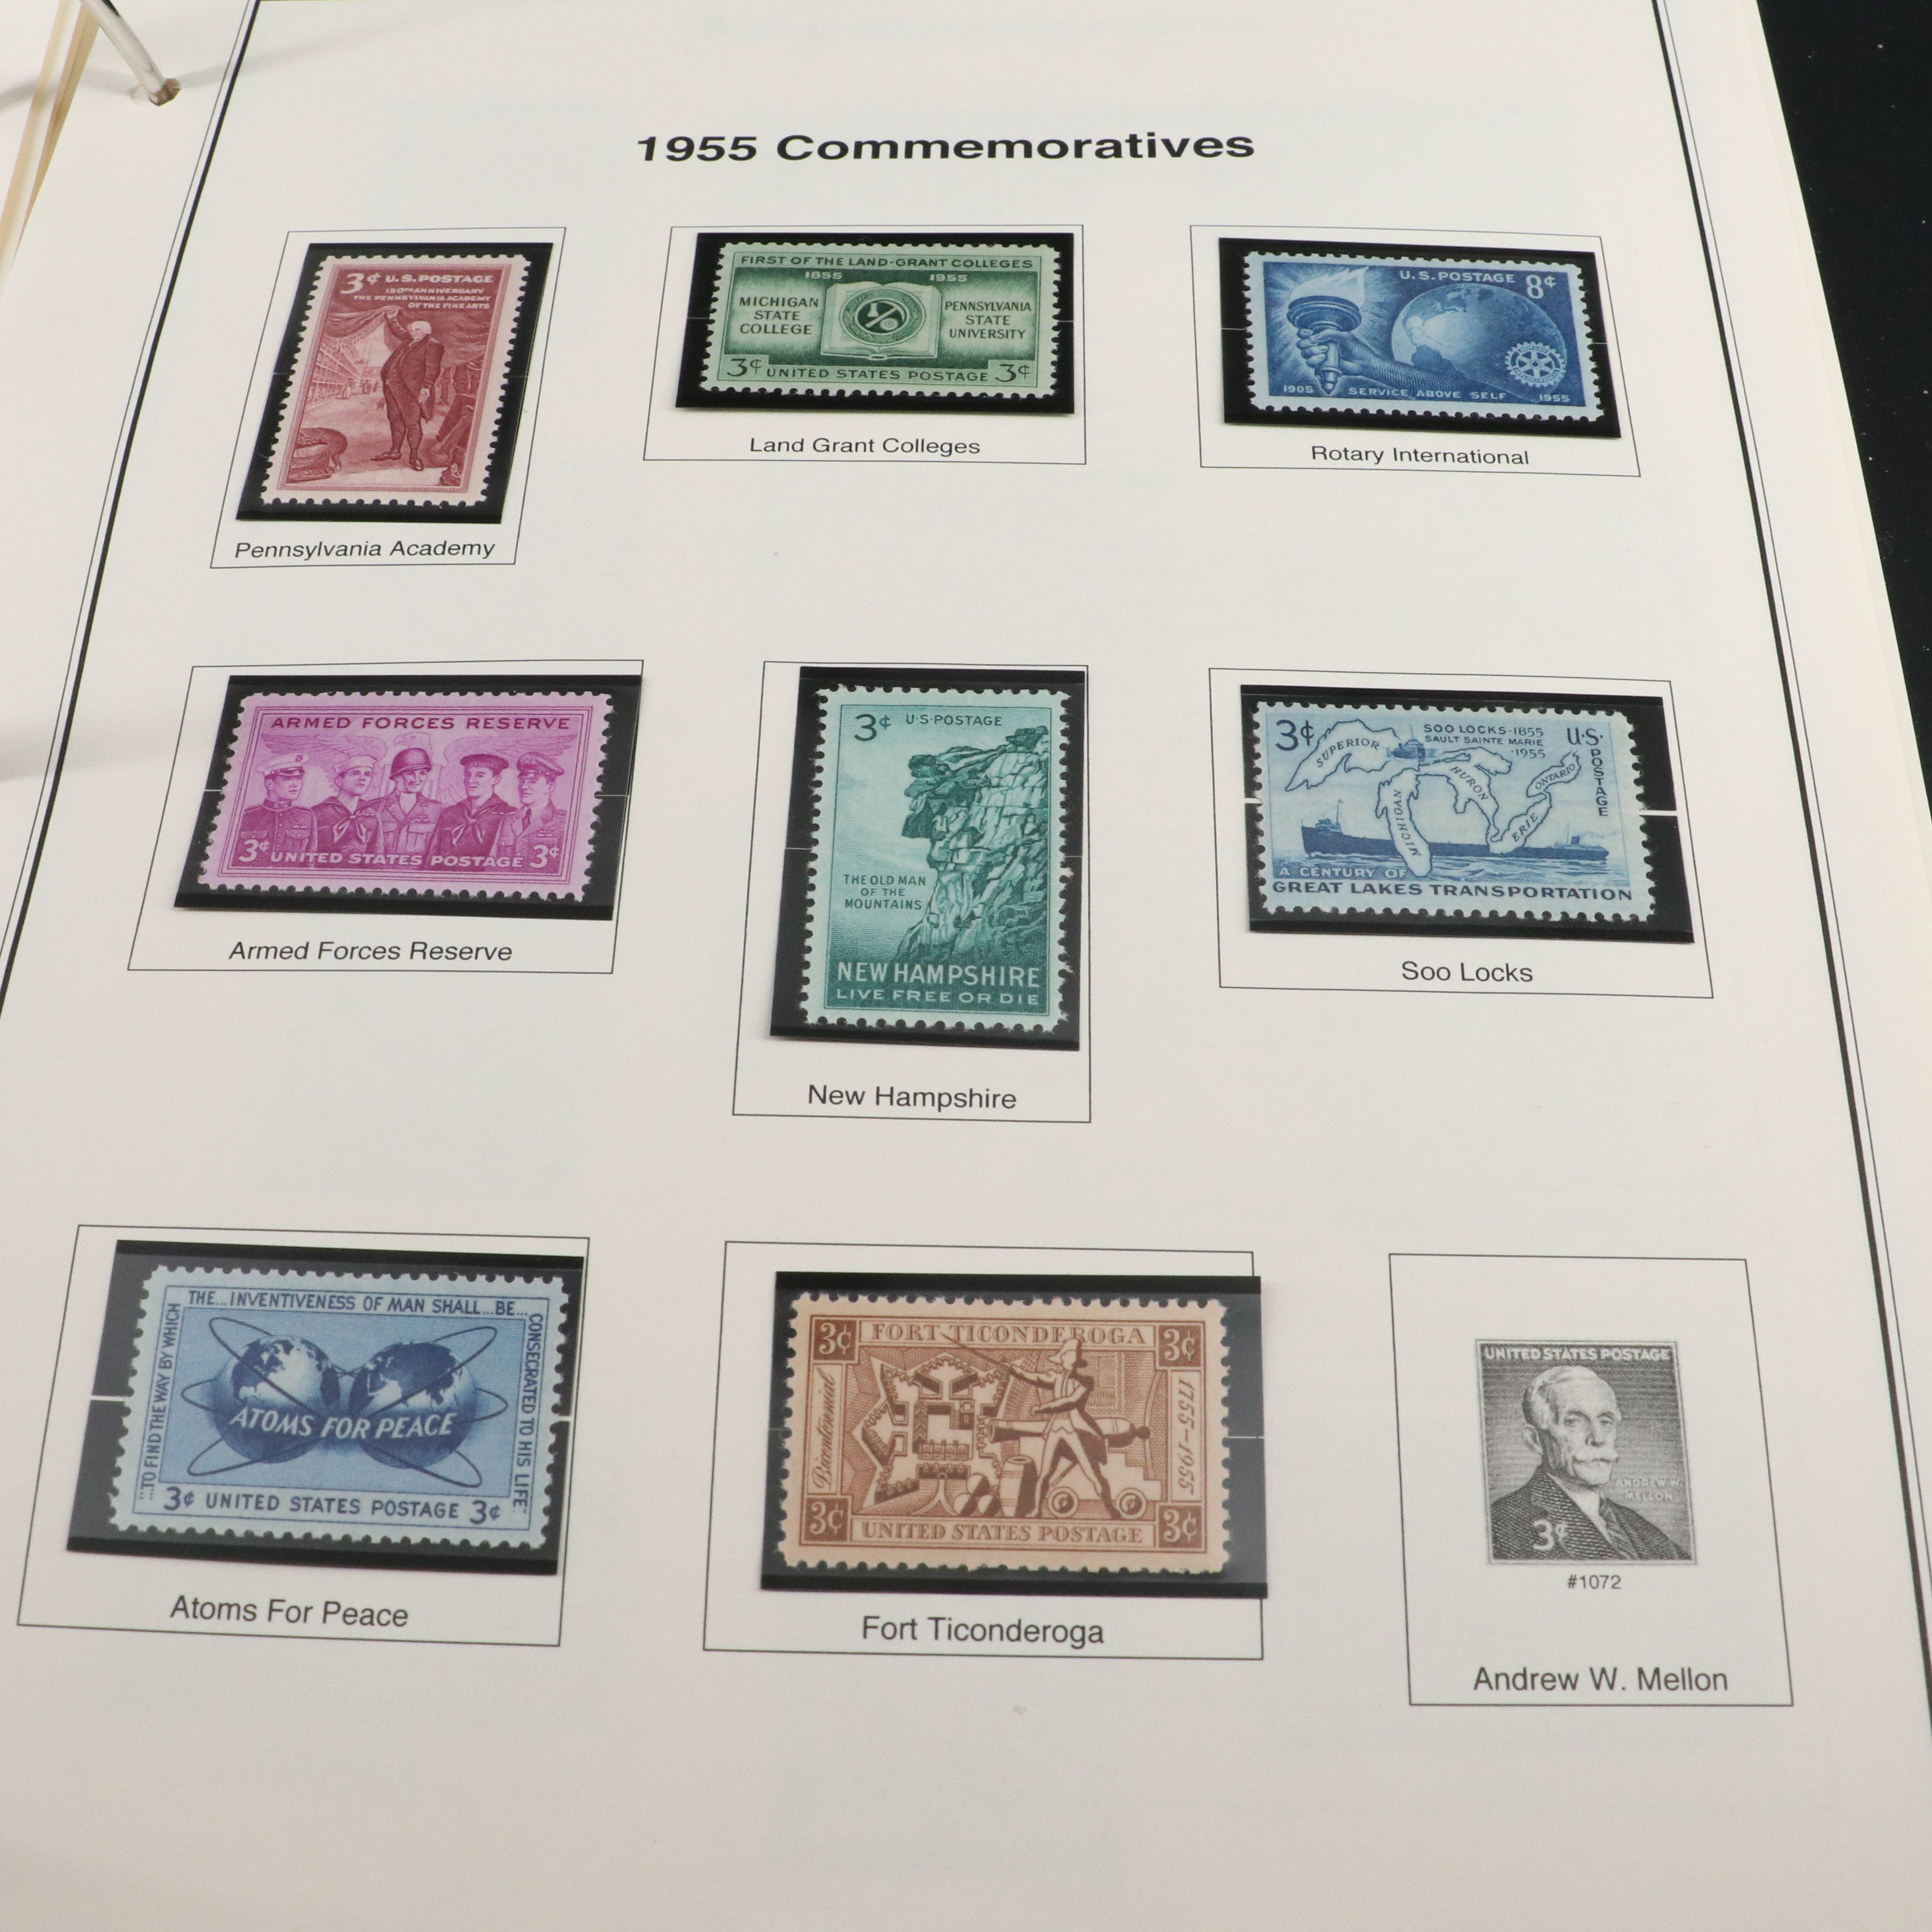 1955 Commemoratives
3¢ U.S. POSTAGE
150TH ANNIVERSARY
THE PENNSYLVANIA ACADEMY
OF THE FINE ARTS
Pennsylvania Academy
FIRST OF THE LAND-GRANT COLLEGES
1855 1955
MICHIGAN
STATE
COLLEGE
PENNSYLVANIA
STATE
UNIVERSITY
3¢ UNITED STATES POSTAGE 3¢
Land Grant Colleges
U.S. POSTAGE 8¢
1905 SERVICE ABOVE SELF 1955
Rotary International
ARMED FORCES RESERVE
3¢ UNITED STATES POSTAGE 3¢
Armed Forces Reserve
3¢ U·S·POSTAGE
THE OLD MAN
OF THE
MOUNTAINS
NEW HAMPSHIRE
LIVE FREE OR DIE
New Hampshire
3¢
SOO LOCKS·1855
SAULT SAINTE MARIE
·1955
U·S·
POSTAGE
SUPERIOR
MICHIGAN
HURON
ONTARIO
ERIE
A CENTURY OF
GREAT LAKES TRANSPORTATION
Soo Locks
...TO FIND THE WAY BY WHICH
THE...INVENTIVENESS OF MAN SHALL...BE...
CONSECRATED TO HIS LIFE"
ATOMS FOR PEACE
3¢ UNITED STATES POSTAGE 3¢
Atoms For Peace
3¢ FORT TICONDEROGA 3¢
Bicentennial
1755-1955
3¢ UNITED STATES POSTAGE 3¢
Fort Ticonderoga
UNITED STATES POSTAGE
ANDREW W.
MELLON
3¢
#1072
Andrew W. Mellon